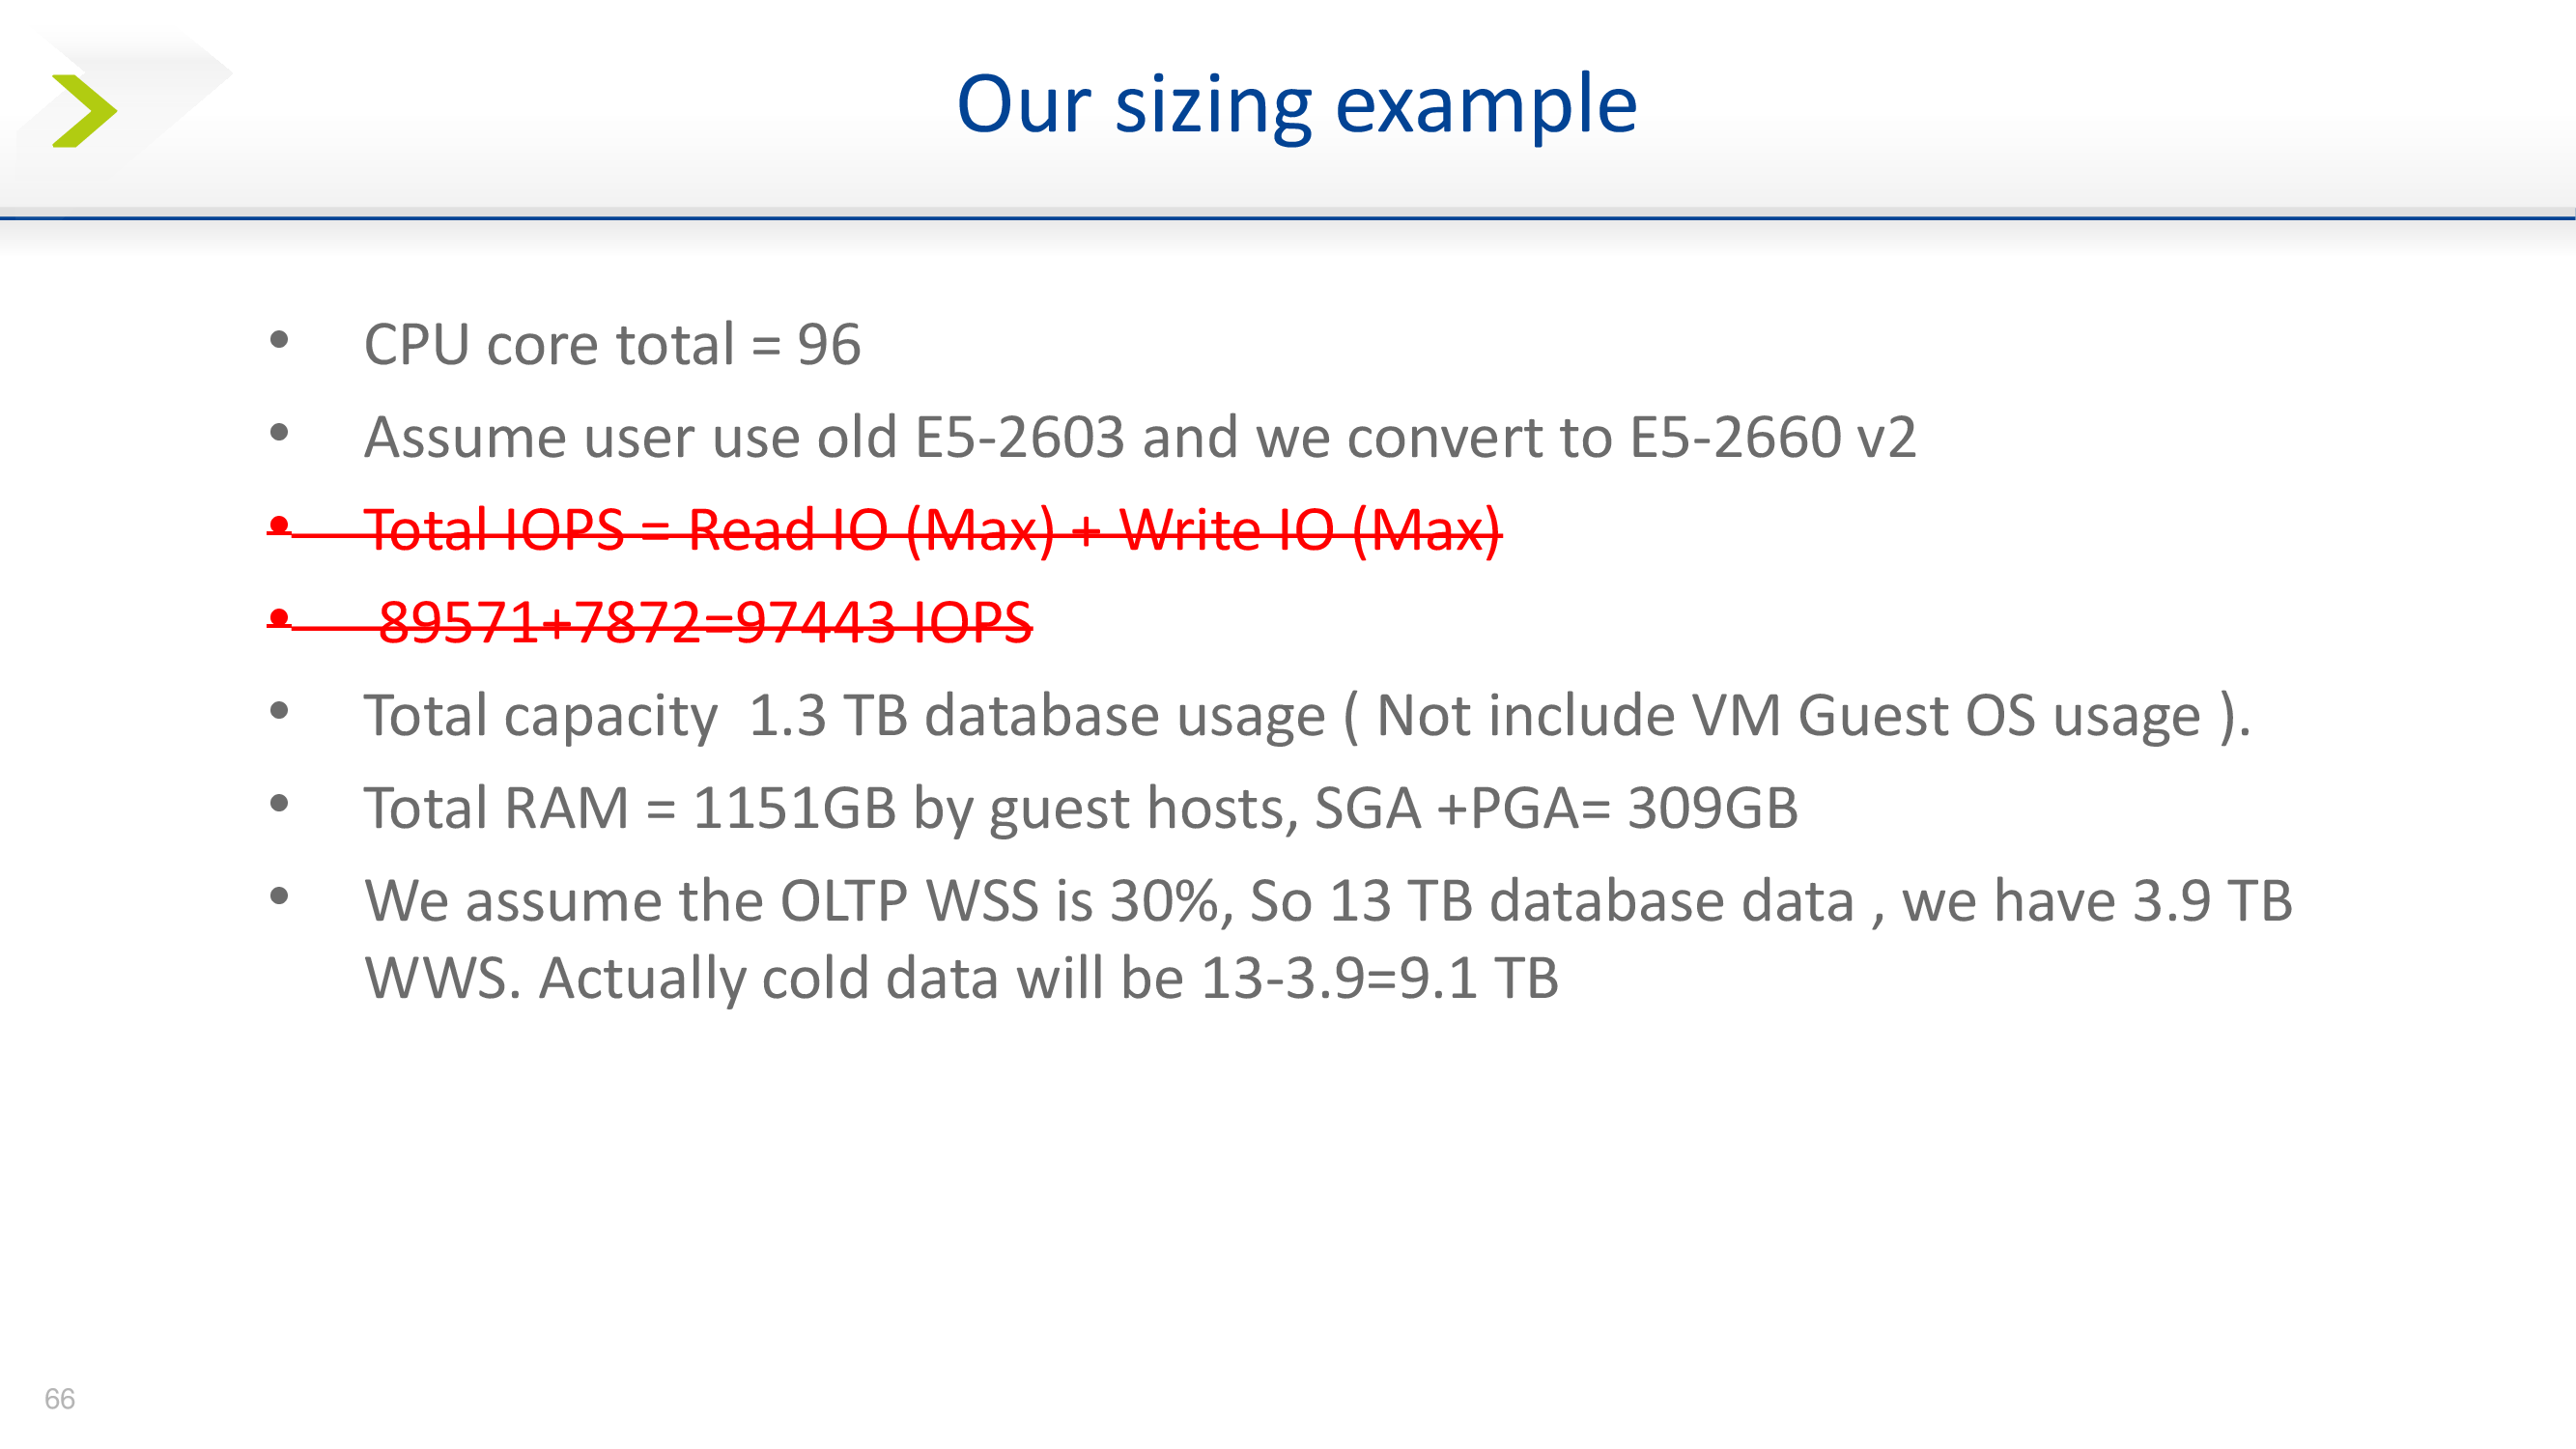 Our sizing example
• CPU core total = 96
• Assume user use old E5-2603 and we convert to E5-2660 v2
• Total IOPS = Read IO (Max) + Write IO (Max)
• 89571+7872=97443 IOPS
• Total capacity  1.3 TB database usage ( Not include VM Guest OS usage ).
• Total RAM = 1151GB by guest hosts, SGA +PGA= 309GB
• We assume the OLTP WSS is 30%, So 13 TB database data , we have 3.9 TB
WWS. Actually cold data will be 13-3.9=9.1 TB
66